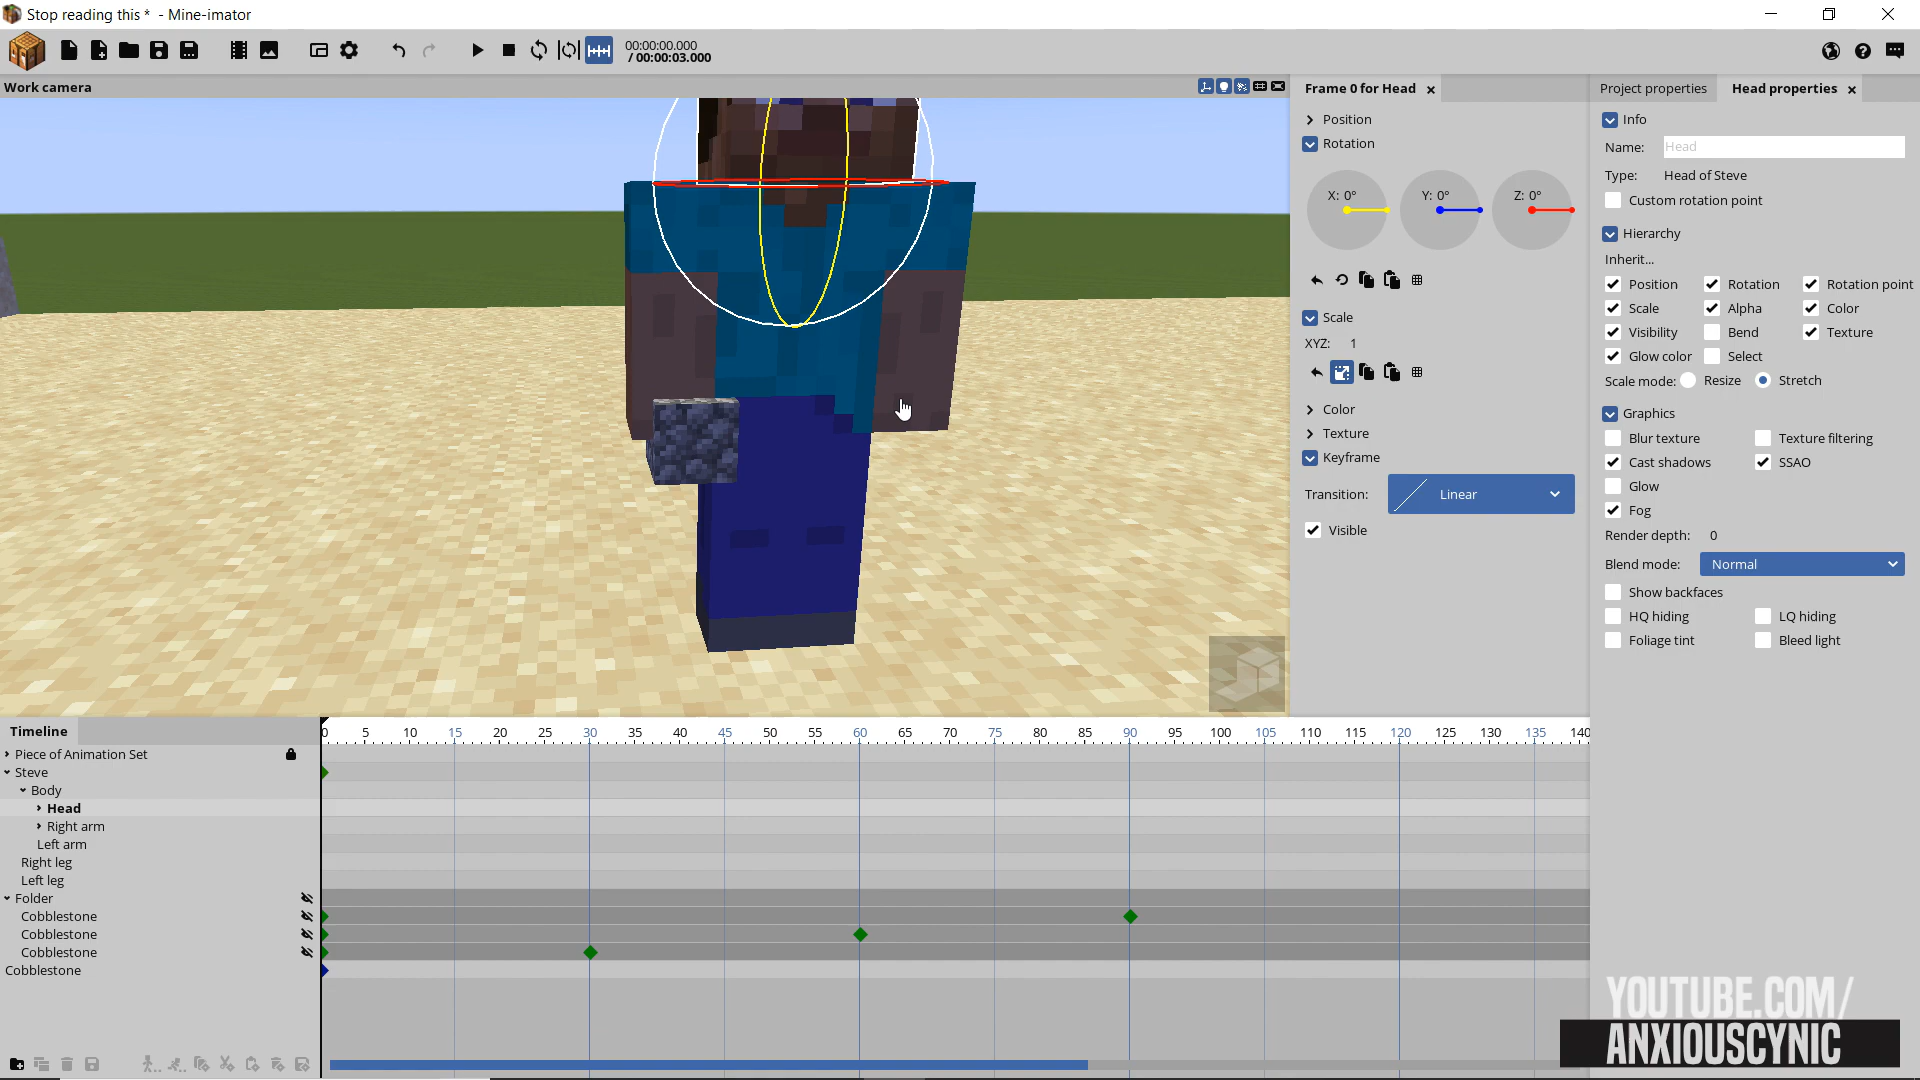 Stop reading this * - Mine-imator
00:00:00.000
/ 00:00:03.000
Work camera
Frame 0 for Head
Position
Rotation
X: 0°
Y: 0°
Z: 0°
Scale
XYZ: 1
Color
Texture
Keyframe
Transition: Linear
Visible
Project properties
Head properties
Info
Name: Head
Type: Head of Steve
Custom rotation point
Hierarchy
Inherit...
Position Rotation Rotation point
Scale Alpha Color
Visibility Bend Texture
Glow color Select
Scale mode: Resize Stretch
Graphics
Blur texture Texture filtering
Cast shadows SSAO
Glow
Fog
Render depth: 0
Blend mode: Normal
Show backfaces
HQ hiding LQ hiding
Foliage tint Bleed light
Timeline
0 5 10 15 20 25 30 35 40 45 50 55 60 65 70 75 80 85 90 95 100 105 110 115 120 125 130 135 140
Piece of Animation Set
Steve
Body
Head
Right arm
Left arm
Right leg
Left leg
Folder
Cobblestone
Cobblestone
Cobblestone
Cobblestone
YOUTUBE.COM/
ANXIOUSCYNIC